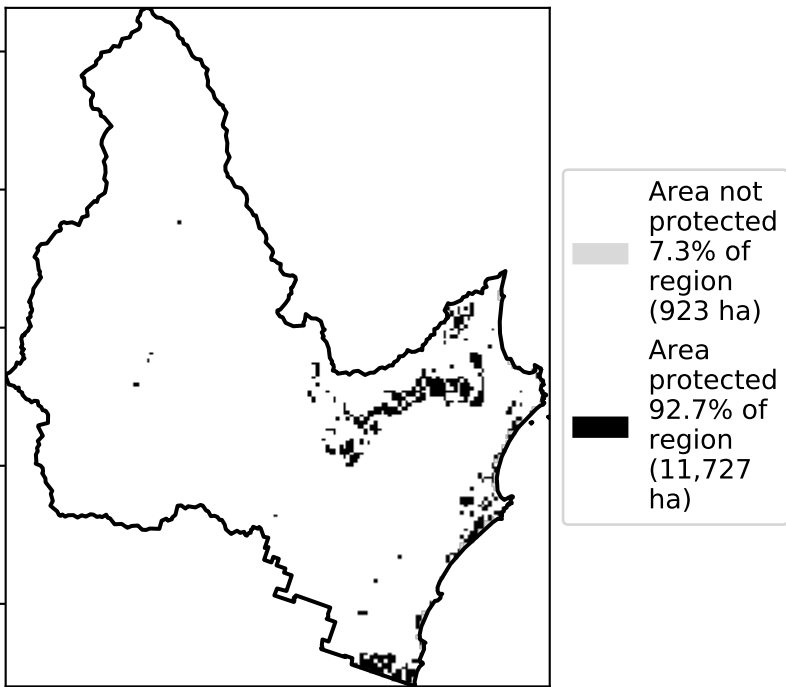 Area not
protected
7.3% of
region
(923 ha)
Area
protected
92.7% of
region
(11,727
ha)